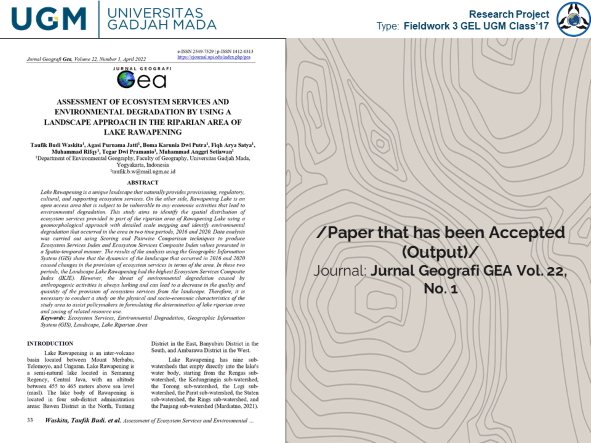 UGM
UNIVERSITAS
GADJAH MADA
Research Project
Type: Fieldwork 3 GEL UGM Class'17
Jurnal Geografi Gea, Volume 22, Number 1, April 2022
e-ISSN 2549-7529 | p-ISSN 1412-0313
https://ejournal.upi.edu/index.php/gea
JURNAL GEOGRAFI
Gea
ASSESSMENT OF ECOSYSTEM SERVICES AND
ENVIRONMENTAL DEGRADATION BY USING A
LANDSCAPE APPROACH IN THE RIPARIAN AREA OF
LAKE RAWAPENING
Taufik Budi Waskita1, Agasi Purnama Jatti1, Boma Karunia Dwi Putra1, Fiqh Arya Satya1,
Muhammad Rifqy1, Tegar Dwi Pramanto1, Muhammad Anggri Setiawan1
1Department of Environmental Geography, Faculty of Geography, Universitas Gadjah Mada,
Yogyakarta, Indonesia
1taufik.b.w@mail.ugm.ac.id
ABSTRACT
Lake Rawapening is a unique landscape that naturally provides provisioning, regulatory,
cultural, and supporting ecosystem services. On the other side, Rawapening Lake is an
open access area that is subject to be vulnerable to any economic activities that lead to
environmental degradation. This study aims to identify the spatial distribution of
ecosystem services provided in part of the riparian area of Rawapening Lake using a
geomorphological approach with detailed scale mapping and identify environmental
degradation that occurred in the area in two time periods, 2016 and 2020. Data analysis
was carried out using Scoring and Pairwise Comparison techniques to produce
Ecosystem Services Index and Ecosystem Services Composite Index values presented in
a Spatio-temporal manner. The results of the analysis using the Geographic Information
System (GIS) show that the dynamics of the landscape that occurred in 2016 and 2020
caused changes in the provision of ecosystem services in terms of the area. In those two
periods, the Landscape Lake Rawapening had the highest Ecosystem Services Composite
Index (IKJE). However, the threat of environmental degradation caused by
anthropogenic activities is always lurking and can lead to a decrease in the quality and
quantity of the provision of ecosystem services from the landscape. Therefore, it is
necessary to conduct a study on the physical and socio-economic characteristics of the
study area to assist policymakers in formulating the determination of lake riparian area
and zoning of related resource use.
Keywords: Ecosystem Services, Environmental Degradation, Geographic Information
System (GIS), Landscape, Lake Riparian Area
INTRODUCTION
Lake Rawapening is an inter-volcano
basin located between Mount Merbabu,
Telomoyo, and Ungaran. Lake Rawapening is
a semi-natural lake located in Semarang
Regency, Central Java, with an altitude
between 455 to 465 meters above sea level
(masl). The lake body of Rawapening is
located in four sub-district administration
areas: Bawen District in the North, Tuntang
District in the East, Banyubiru District in the
South, and Ambarawa District in the West.
Lake Rawapening has nine sub-
watersheds that empty directly into the lake's
water body, starting from the Rengas sub-
watershed, the Kedungringin sub-watershed,
the Torong sub-watershed, the Legi sub-
watershed, the Parat sub-watershed, the Sraten
sub-watershed, the Rings sub-watershed, and
the Panjang sub-watershed (Mardiatno, 2021).
33 Waskita, Taufik Budi, et al. Assessment of Ecosystem Services and Environmental ...
/Paper that has been Accepted
(Output)/
Journal: Jurnal Geografi GEA Vol. 22,
No. 1